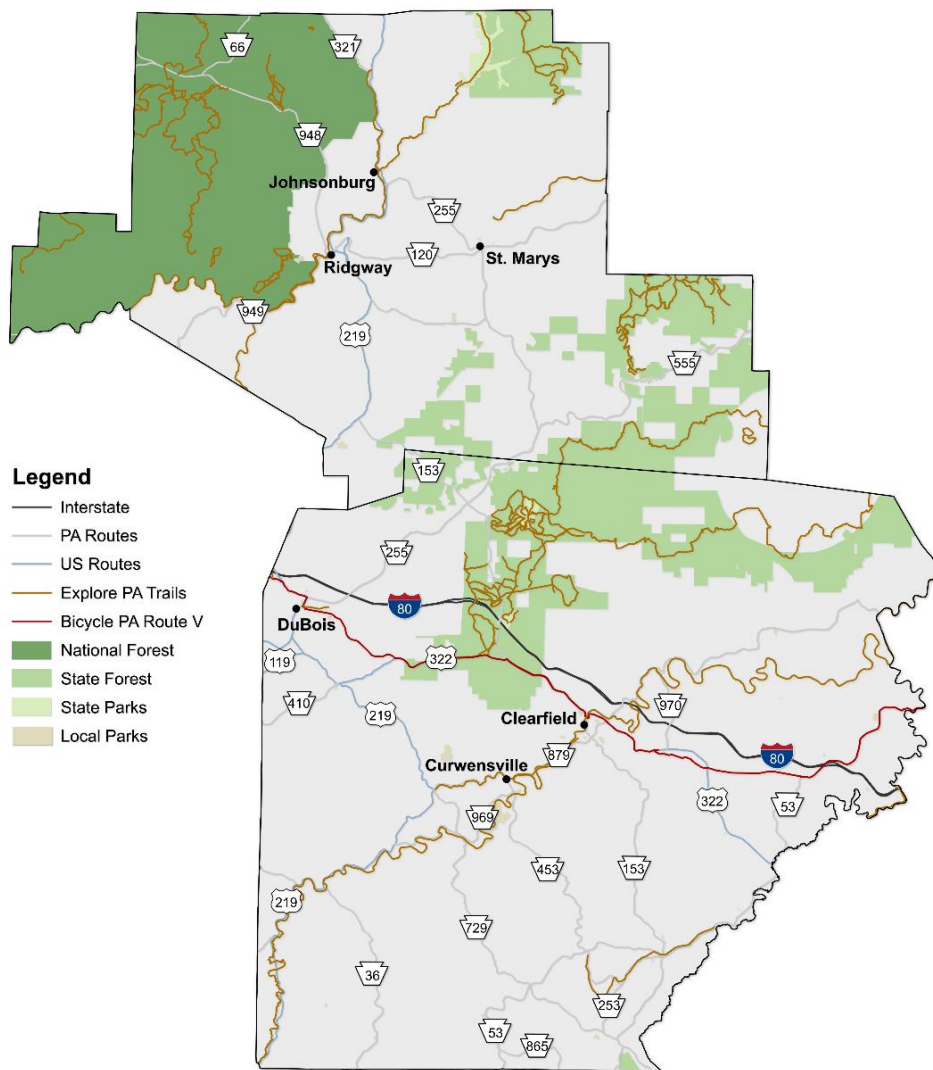 66
321
948
Johnsonburg
255
120
St. Marys
Ridgway
949
219
555
153
Legend
Interstate
PA Routes
US Routes
Explore PA Trails
Bicycle PA Route V
National Forest
State Forest
State Parks
Local Parks
255
80
DuBois
322
119
410
219
970
Clearfield
879
80
Curwensville
322
53
969
453
153
219
729
36
253
53
865